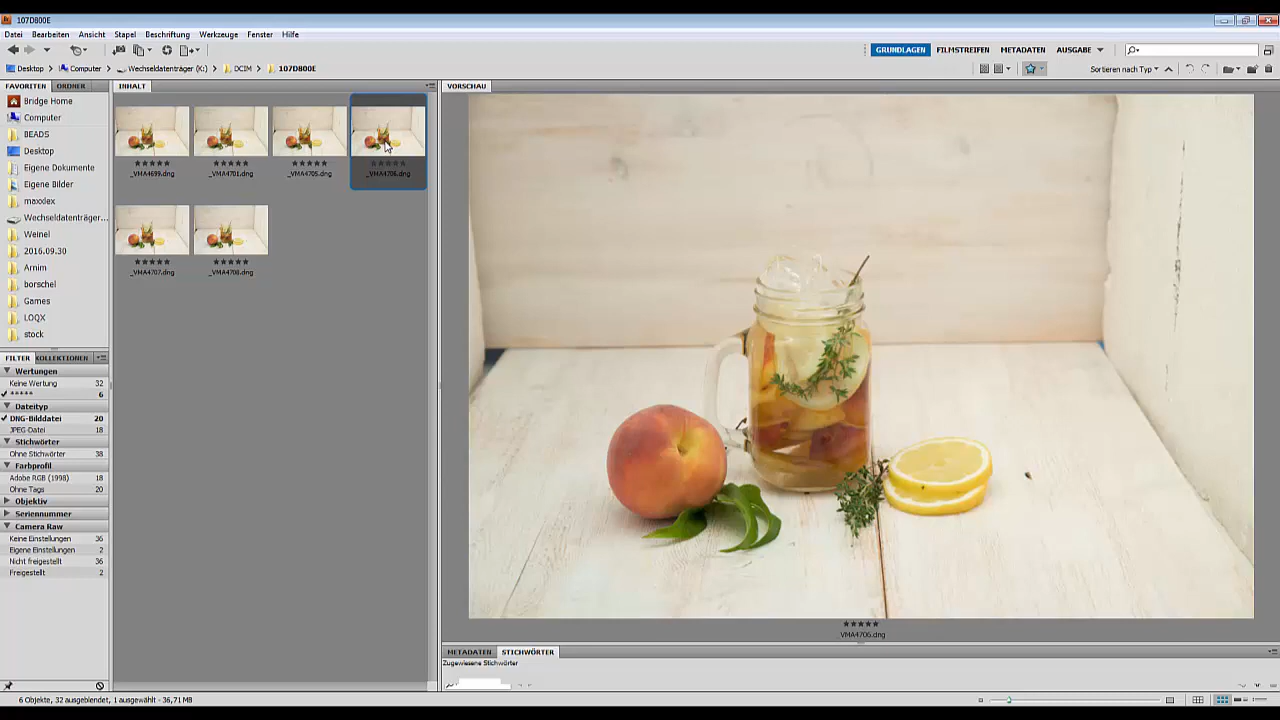 107D800E
Datei Bearbeiten Ansicht Stapel Beschriftung Werkzeuge Fenster Hilfe
GRUNDLAGEN FILMSTREIFEN METADATEN AUSGABE
Desktop Computer Wechseldatenträger (K:) DCIM 107D800E
Sortieren nach Typ
FAVORITEN ORDNER
Bridge Home
Computer
BEADS
Desktop
Eigene Dokumente
Eigene Bilder
maxxlex
Wechseldatenträger...
Weinel
2016.09.30
Arnim
borschel
Games
LOQX
stock
FILTER KOLLEKTIONEN
Wertungen
Keine Wertung 32
✓ ***** 6
Dateityp
✓ DNG-Bilddatei 20
JPEG-Datei 18
Stichwörter
Ohne Stichwörter 38
Farbprofil
Adobe RGB (1998) 18
Ohne Tags 20
Objektiv
Seriennummer
Camera Raw
Keine Einstellungen 36
Eigene Einstellungen 2
Nicht freigestellt 36
Freigestellt 2
INHALT
★★★★★ ★★★★★ ★★★★★ ★★★★★
_VMA4699.dng _VMA4701.dng _VMA4705.dng _VMA4706.dng
★★★★★ ★★★★★
_VMA4707.dng _VMA4708.dng
VORSCHAU
★★★★★
_VMA4706.dng
METADATEN STICHWÖRTER
Zugewiesene Stichwörter
6 Objekte, 32 ausgeblendet, 1 ausgewählt - 36,71 MB